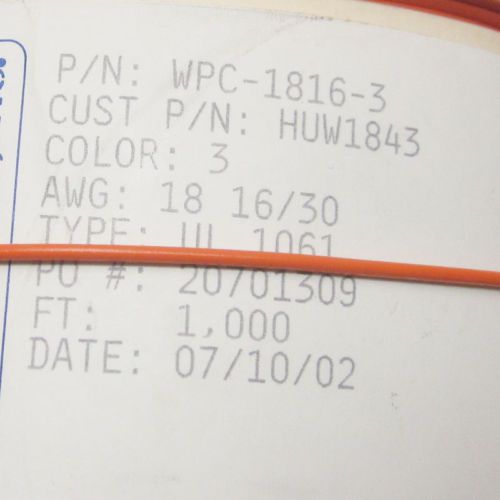 P/N: WPC-1816-3
CUST P/N: HUW1843
COLOR: 3
AWG: 18 16/30
TYPE: UL 1061
PO #: 20701309
FT: 1,000
DATE: 07/10/02